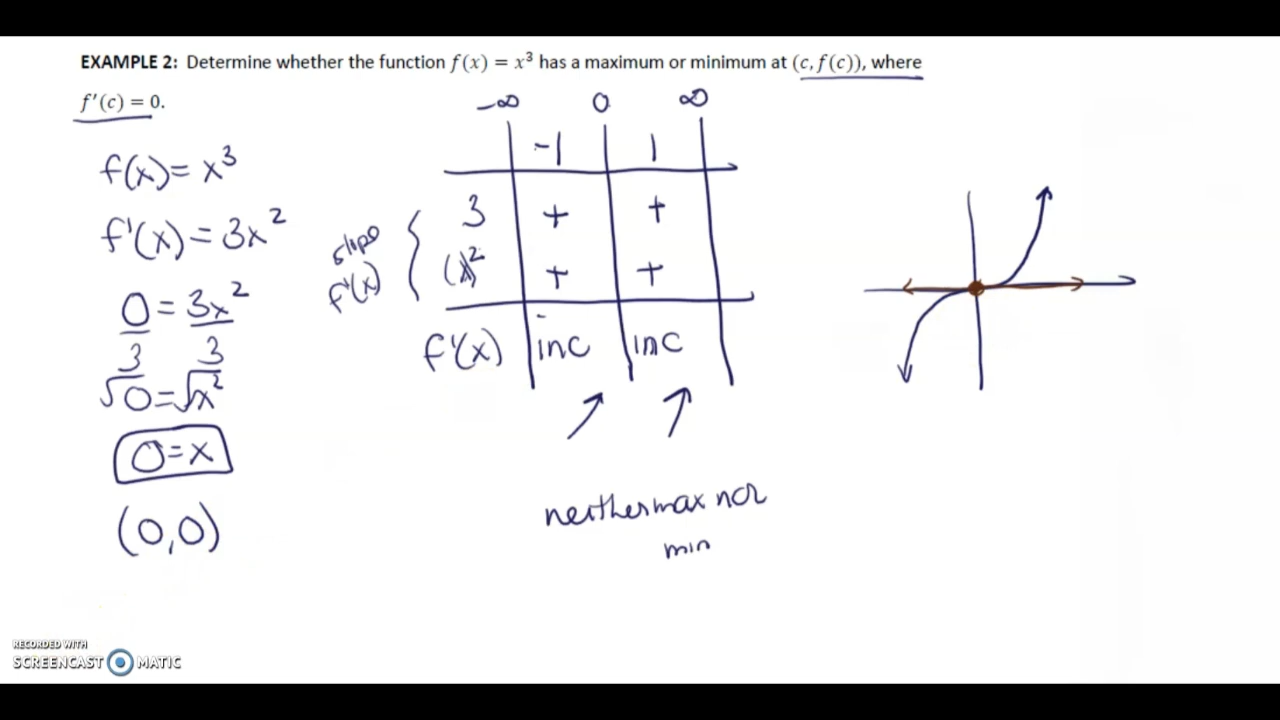 EXAMPLE 2: Determine whether the function f(x) = x³ has a maximum or minimum at (c, f(c)), where
f'(c) = 0.
f(x) = x³
f'(x) = 3x²
0 = 3x²
3 3
√0 = √x²
0 = x
(0,0)
-∞ 0 ∞
-1 1
3 + +
(x)² + +
slope
f'(x)
f'(x) inc inc
neither max nor
min
RECORDED WITH
SCREENCAST MATIC